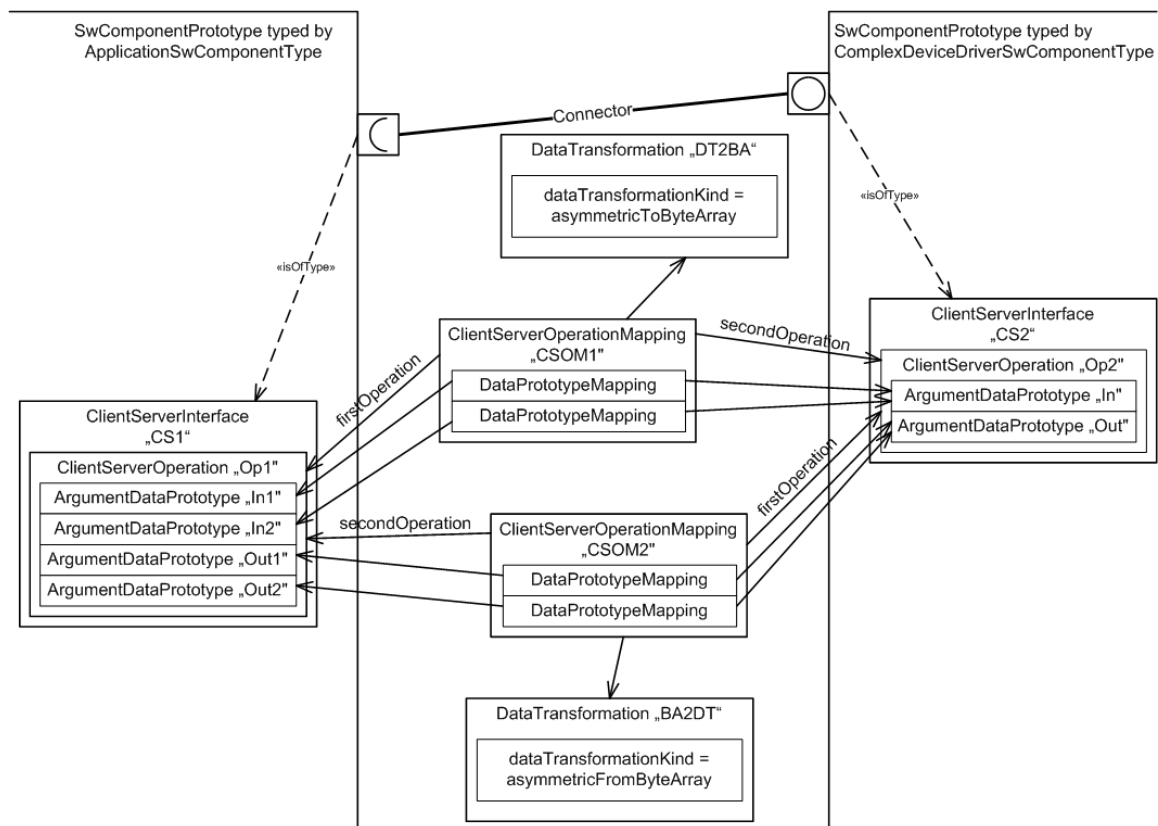 SwComponentPrototype typed by
ApplicationSwComponentType
SwComponentPrototype typed by
ComplexDeviceDriverSwComponentType
Connector
DataTransformation „DT2BA“
dataTransformationKind =
asymmetricToByteArray
«isOfType»
«isOfType»
ClientServerOperationMapping
„CSOM1"
DataPrototypeMapping
DataPrototypeMapping
firstOperation
secondOperation
ClientServerInterface
„CS2“
ClientServerOperation „Op2"
ArgumentDataPrototype „In"
ArgumentDataPrototype „Out"
ClientServerInterface
„CS1“
ClientServerOperation „Op1"
ArgumentDataPrototype „In1"
ArgumentDataPrototype „In2"
ArgumentDataPrototype „Out1"
ArgumentDataPrototype „Out2"
secondOperation
firstOperation
ClientServerOperationMapping
„CSOM2"
DataPrototypeMapping
DataPrototypeMapping
DataTransformation „BA2DT“
dataTransformationKind =
asymmetricFromByteArray